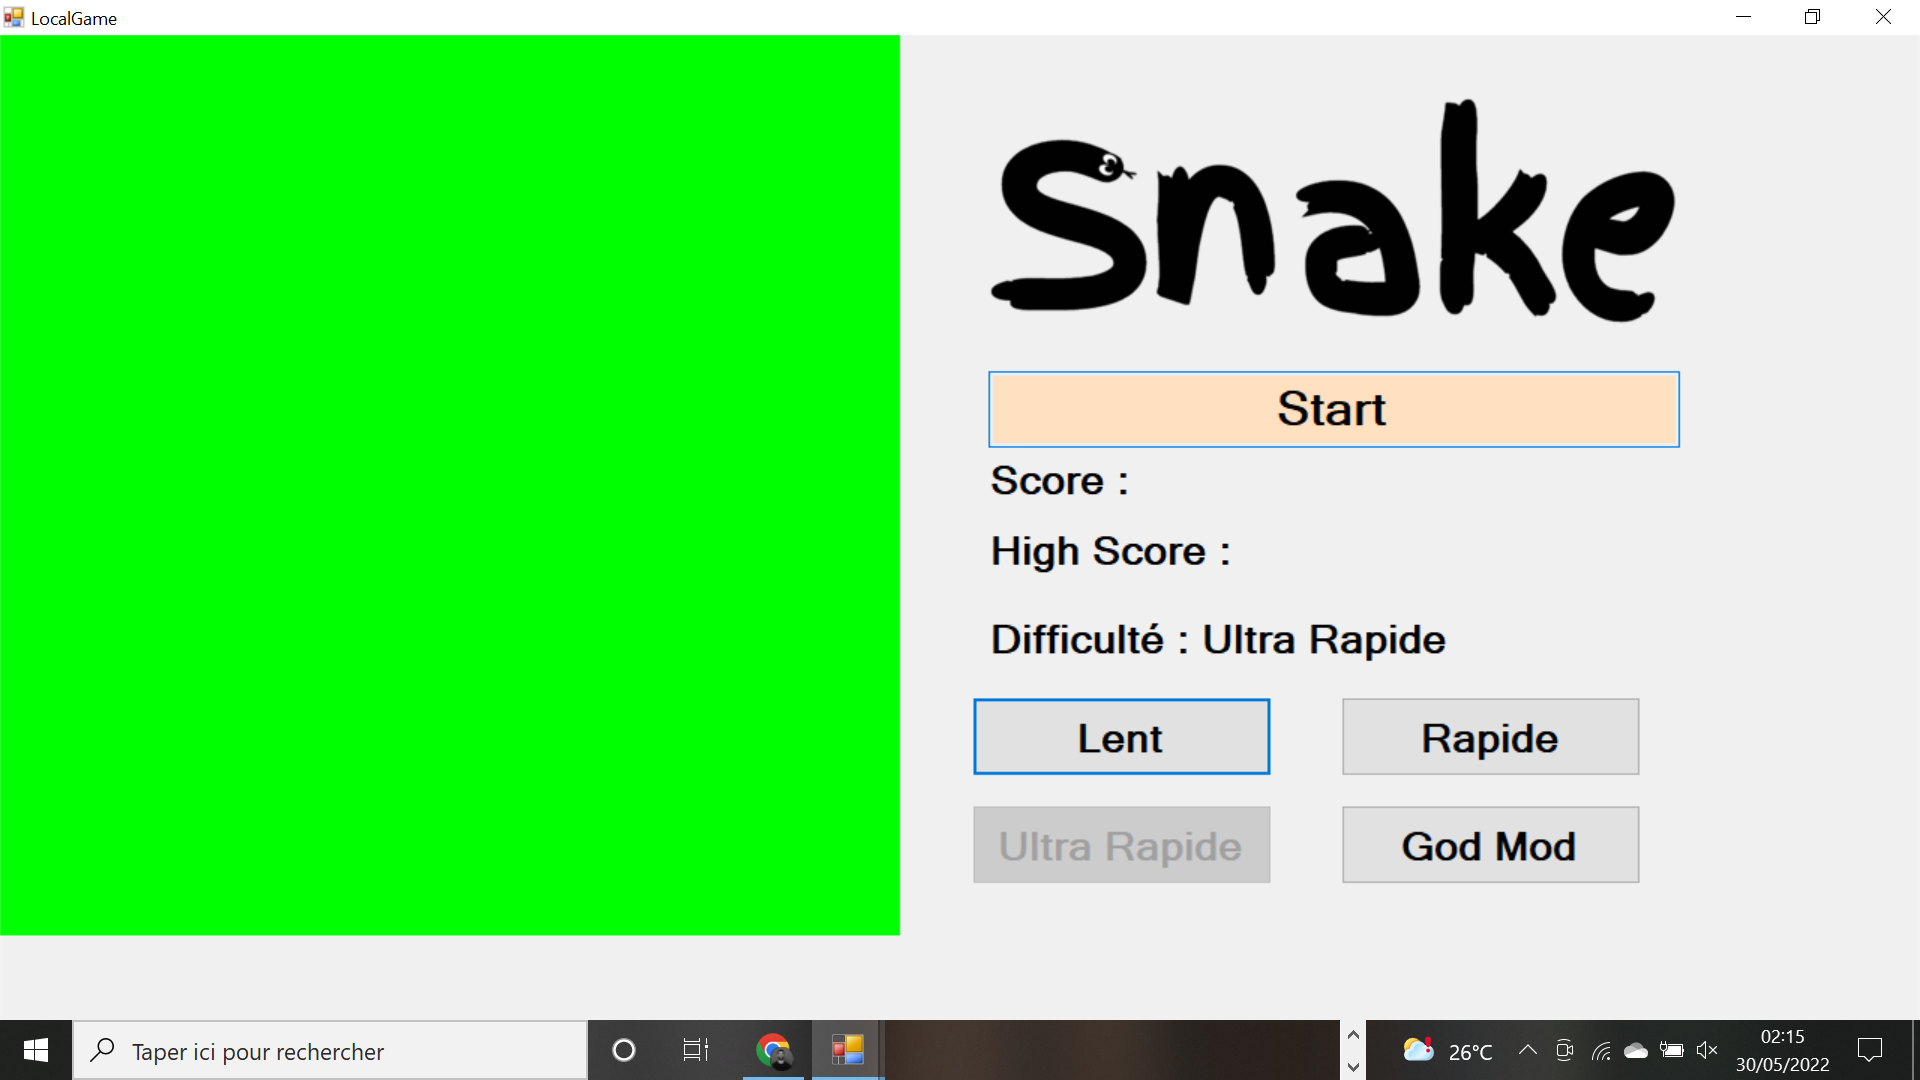 LocalGame
Snake
Start
Score :
High Score :
Difficulté : Ultra Rapide
Lent
Rapide
Ultra Rapide
God Mod
Taper ici pour rechercher
26°C
02:15
30/05/2022